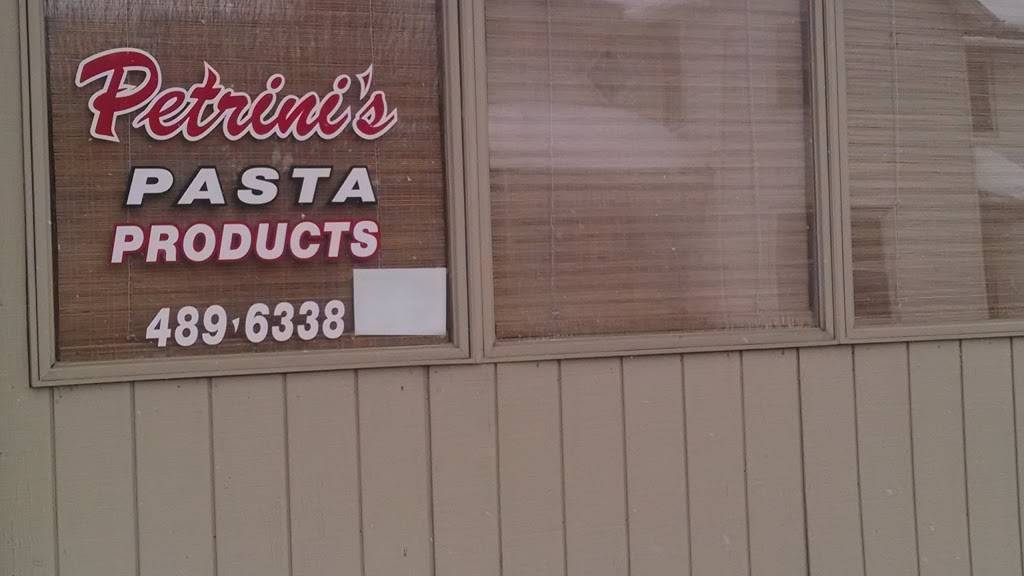 Petrini's
PASTA
PRODUCTS
489-6338